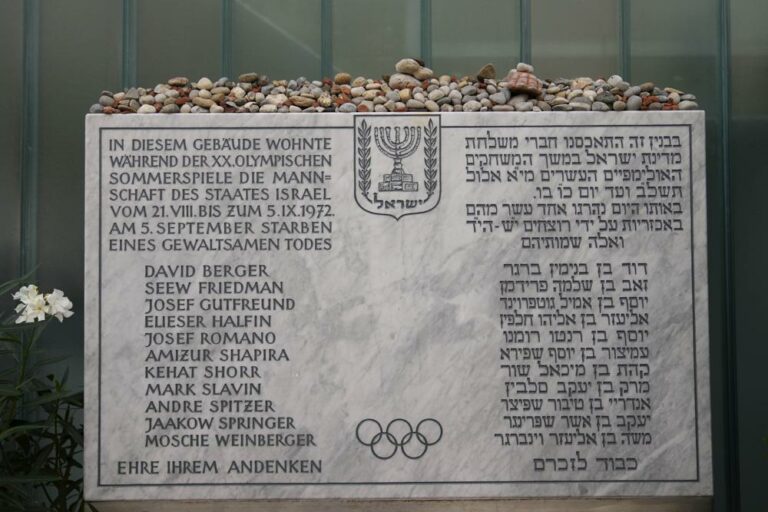 IN DIESEM GEBÄUDE WOHNTE
WÄHREND DER XX. OLYMPISCHEN
SOMMERSPIELE DIE MANN=
SCHAFT DES STAATES ISRAEL
VOM 21. VIII. BIS ZUM 5. IX. 1972.
AM 5. SEPTEMBER STARBEN
EINES GEWALTSAMEN TODES
DAVID BERGER
SEEW FRIEDMAN
JOSEF GUTFREUND
ELIESER HALFIN
JOSEF ROMANO
AMIZUR SHAPIRA
KEHAT SHORR
MARK SLAVIN
ANDRE SPITZER
JAAKOW SPRINGER
MOSCHE WEINBERGER
EHRE IHREM ANDENKEN
ישראל
בבנין זה התאכסנו חברי משלחת
מדינת ישראל במשך המשחקים
האולימפיים העשרים מי״א אלול
תשל״ב ועד יום כ״ו בו.
באותו היום נהרגו אחד עשר מהם
באכזריות על ידי רוצחים יש״ הי״ד
ואלה שמותיהם
דוד בן בנימין ברגר
זאב בן שלמה פרידמן
יוסף בן אמיל גוטפרוינד
אליעזר בן אליהו חלפין
יוסף בן רנטו רומנו
עמיצור בן יוסף שפירא
קהת בן מיכאל שור
מרק בן יעקב סלבין
אנדריי בן טיבור שפיצר
יעקב בן אשר שפרינגר
משה בן אליעזר וינברגר
כבוד לזכרם